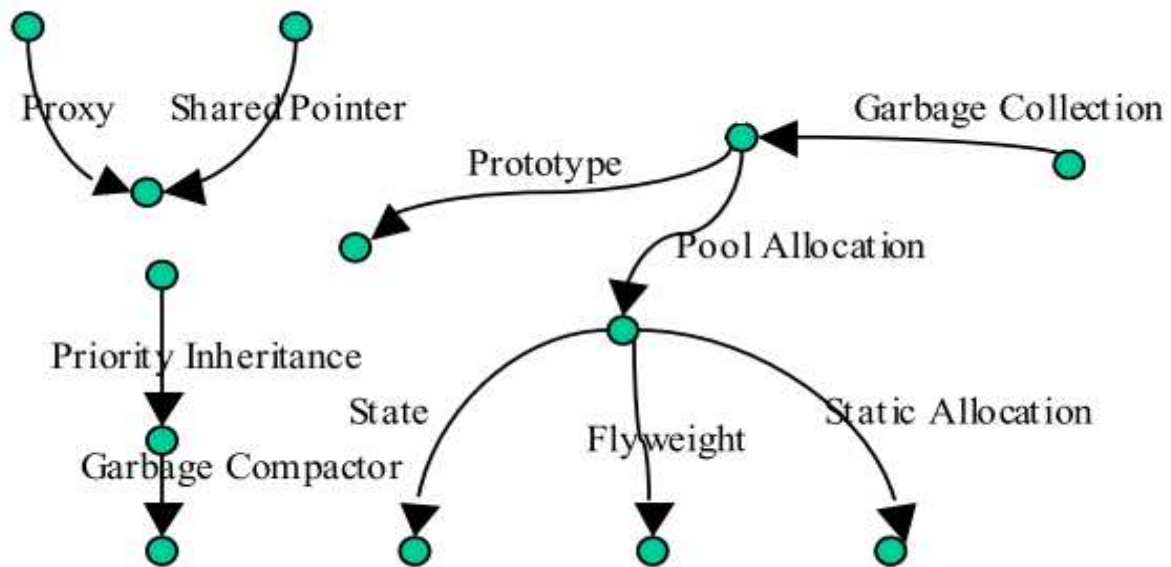 Proxy
Shared Pointer
Garbage Collection
Prototype
Pool Allocation
Priority Inheritance
State
Static Allocation
Flyweight
Garbage Compactor